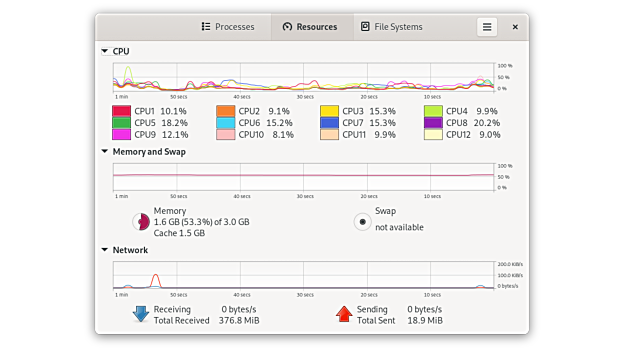 Processes Resources File Systems
CPU
100 %
50 %
0 %
1 min 50 secs 40 secs 30 secs 20 secs 10 secs
CPU1 10.1% CPU2 9.1% CPU3 15.3% CPU4 9.9%
CPU5 18.2% CPU6 15.2% CPU7 15.3% CPU8 20.2%
CPU9 12.1% CPU10 8.1% CPU11 9.9% CPU12 9.0%
Memory and Swap
100 %
50 %
0 %
1 min 50 secs 40 secs 30 secs 20 secs 10 secs
Memory Swap
1.6 GB (53.3%) of 3.0 GB not available
Cache 1.5 GB
Network
200.0 KiB/s
100.0 KiB/s
0 bytes/s
1 min 50 secs 40 secs 30 secs 20 secs 10 secs
Receiving 0 bytes/s Sending 0 bytes/s
Total Received 376.8 MiB Total Sent 18.9 MiB